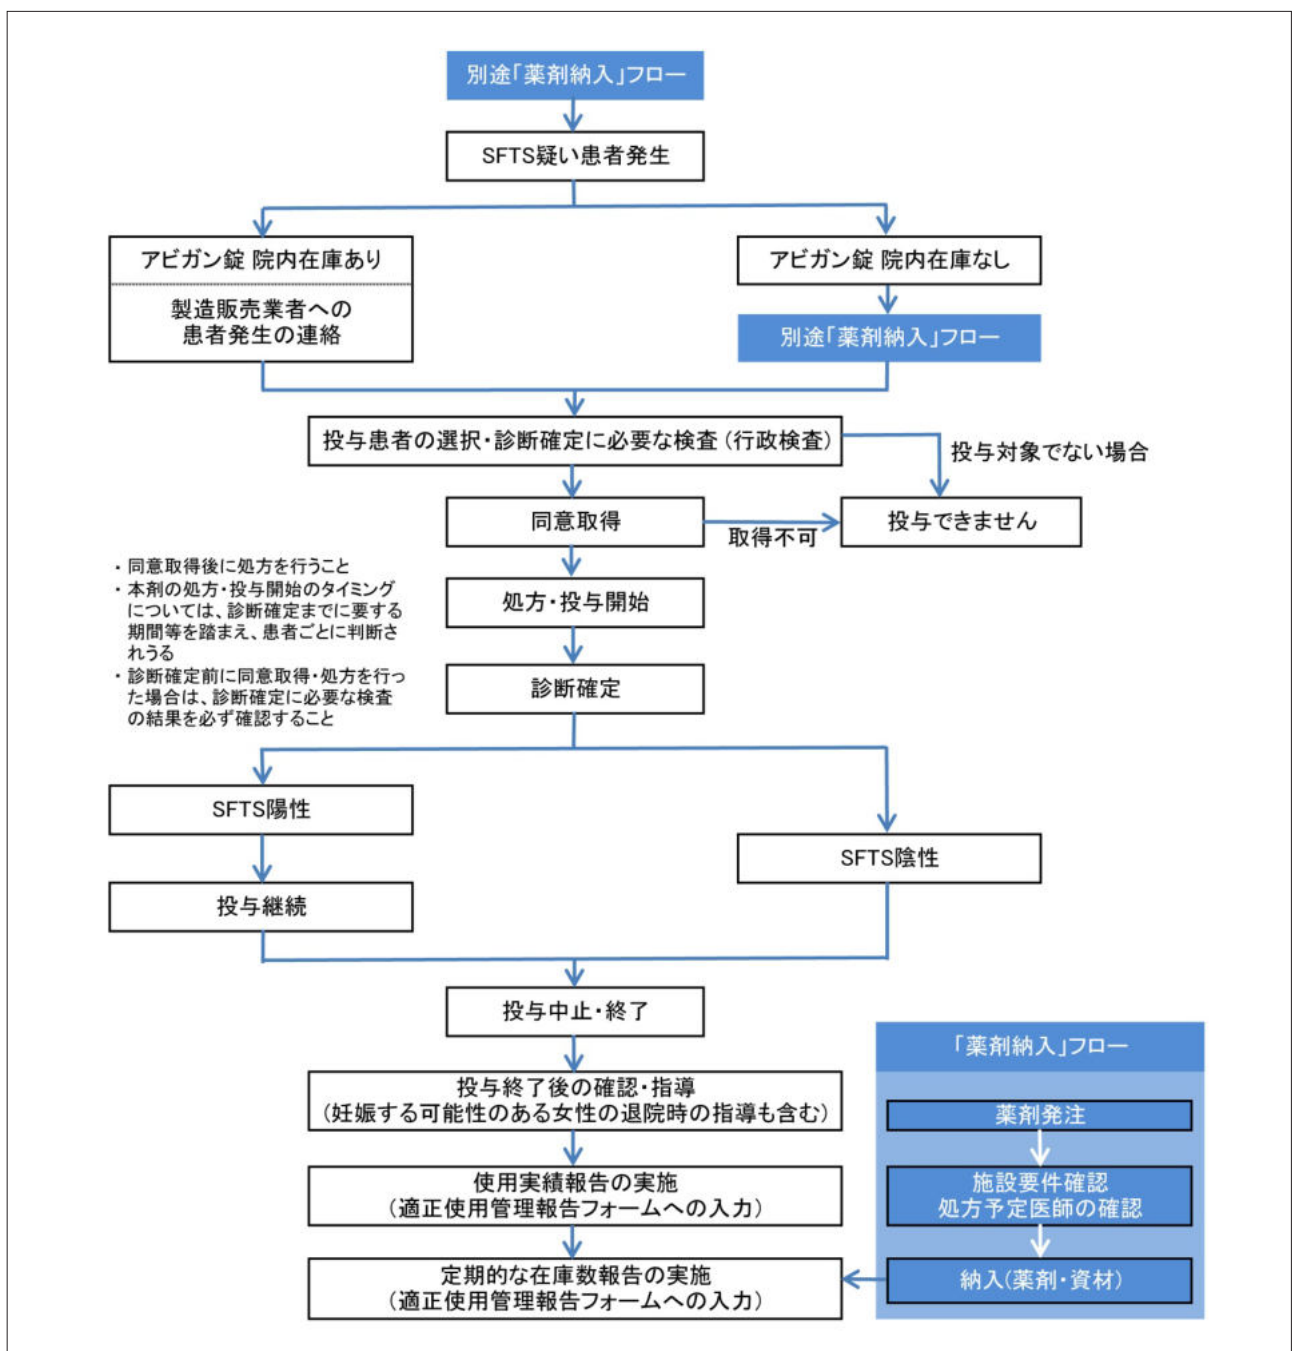 別途「薬剤納入」フロー
SFTS疑い患者発生
アビガン錠 院内在庫あり
製造販売業者への
患者発生の連絡
アビガン錠 院内在庫なし
別途「薬剤納入」フロー
投与患者の選択・診断確定に必要な検査（行政検査）
投与対象でない場合
同意取得
取得不可
投与できません
・同意取得後に処方を行うこと
・本剤の処方・投与開始のタイミング
については、診断確定までに要する
期間等を踏まえ、患者ごとに判断さ
れうる
・診断確定前に同意取得・処方を行っ
た場合は、診断確定に必要な検査
の結果を必ず確認すること
処方・投与開始
診断確定
SFTS陽性
投与継続
SFTS陰性
投与中止・終了
投与終了後の確認・指導
（妊娠する可能性のある女性の退院時の指導も含む）
使用実績報告の実施
（適正使用管理報告フォームへの入力）
定期的な在庫数報告の実施
（適正使用管理報告フォームへの入力）
「薬剤納入」フロー
薬剤発注
施設要件確認
処方予定医師の確認
納入（薬剤・資材）